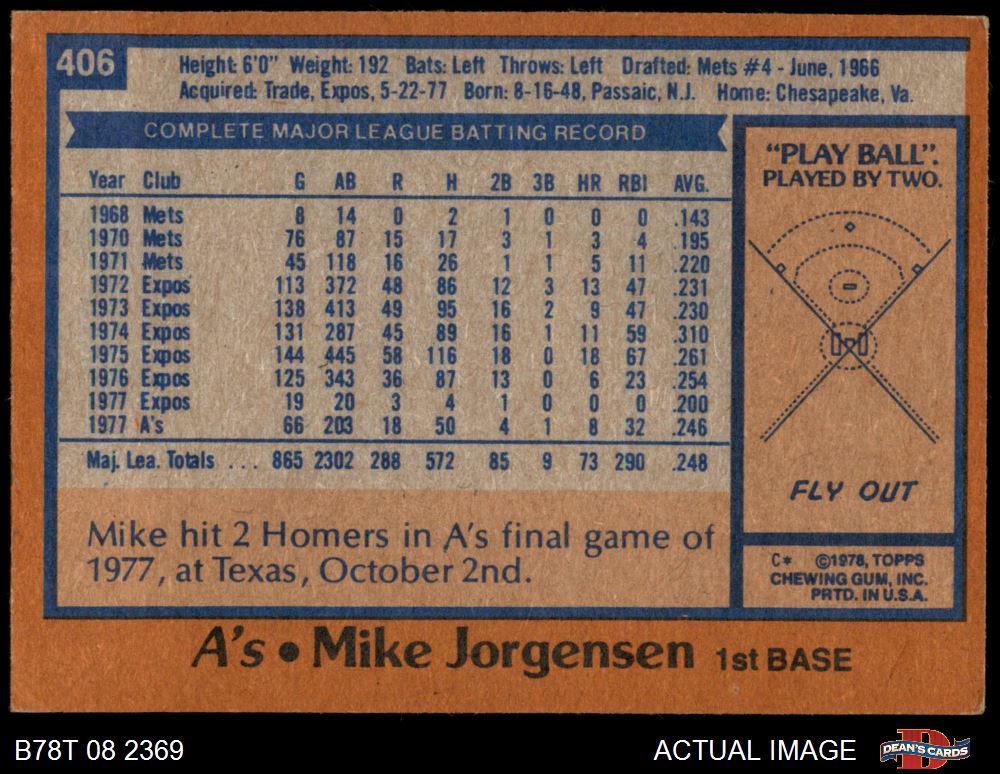 406
Height: 6'0" Weight: 192 Bats: Left Throws: Left Drafted: Mets #4 - June, 1966
Acquired: Trade, Expos, 5-22-77 Born: 8-16-48, Passaic, N.J. Home: Chesapeake, Va.
COMPLETE MAJOR LEAGUE BATTING RECORD
Year Club G AB R H 2B 3B HR RBI AVG.
1968 Mets 8 14 0 2 1 0 0 0 .143
1970 Mets 76 87 15 17 3 1 3 4 .195
1971 Mets 45 118 16 26 1 1 5 11 .220
1972 Expos 113 372 48 86 12 3 13 47 .231
1973 Expos 138 413 49 95 16 2 9 47 .230
1974 Expos 131 287 45 89 16 1 11 59 .310
1975 Expos 144 445 58 116 18 0 18 67 .261
1976 Expos 125 343 36 87 13 0 6 23 .254
1977 Expos 19 20 3 4 1 0 0 0 .200
1977 A's 66 203 18 50 4 1 8 32 .246
Maj. Lea. Totals ... 865 2302 288 572 85 9 73 290 .248
Mike hit 2 Homers in A's final game of
1977, at Texas, October 2nd.
"PLAY BALL".
PLAYED BY TWO.
FLY OUT
C* ©1978, TOPPS
CHEWING GUM, INC.
PRTD. IN U.S.A.
A's • Mike Jorgensen 1st BASE
B78T 08 2369
ACTUAL IMAGE
DEAN'S CARDS